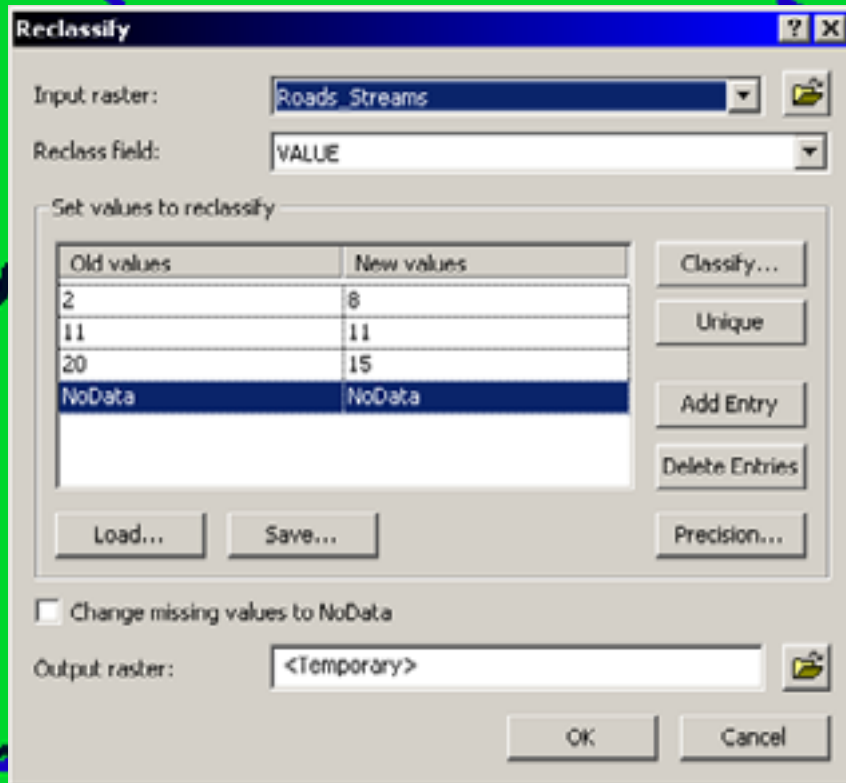 Reclassify
Input raster: Roads_Streams
Reclass field: VALUE
Set values to reclassify
Old values New values
2 8
11 11
20 15
NoData NoData
Classify...
Unique
Add Entry
Delete Entries
Load... Save... Precision...
Change missing values to NoData
Output raster: <Temporary>
OK Cancel